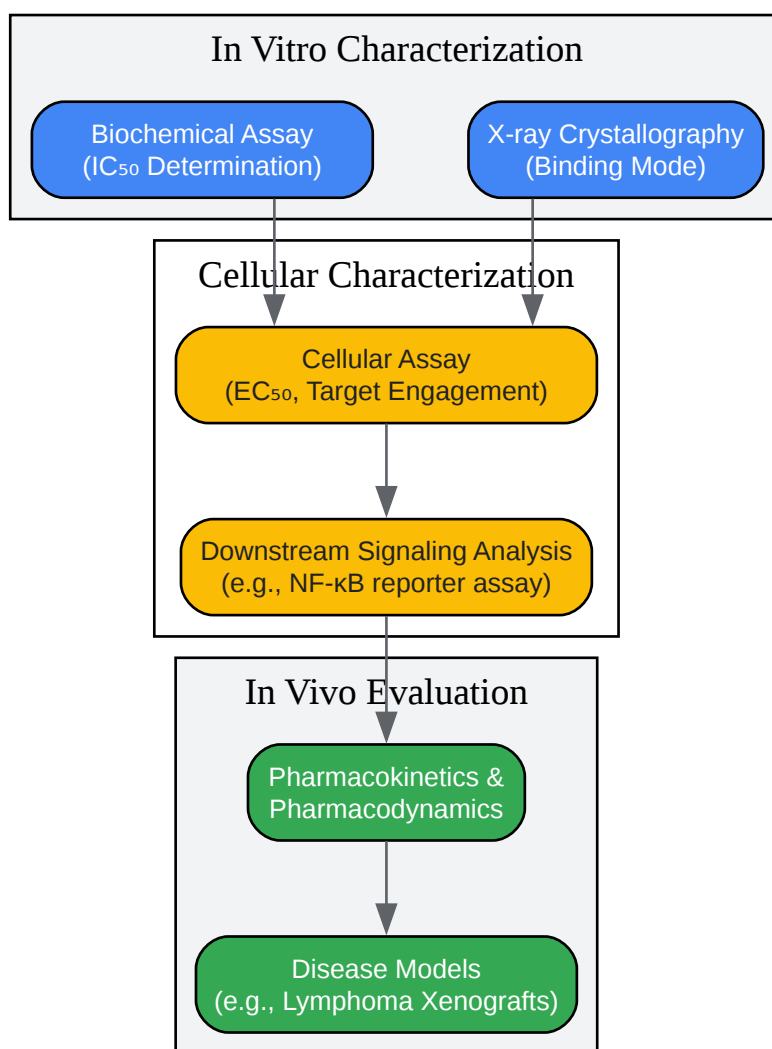 In Vitro Characterization
Biochemical Assay
(IC₅₀ Determination)
X-ray Crystallography
(Binding Mode)
Cellular Characterization
Cellular Assay
(EC₅₀, Target Engagement)
Downstream Signaling Analysis
(e.g., NF-κB reporter assay)
In Vivo Evaluation
Pharmacokinetics &
Pharmacodynamics
Disease Models
(e.g., Lymphoma Xenografts)